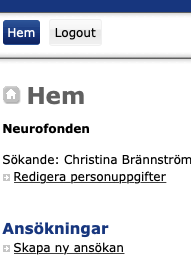 Hem Logout
Hem
Neurofonden
Sökande: Christina Brännström
Redigera personuppgifter
Ansökningar
Skapa ny ansökan